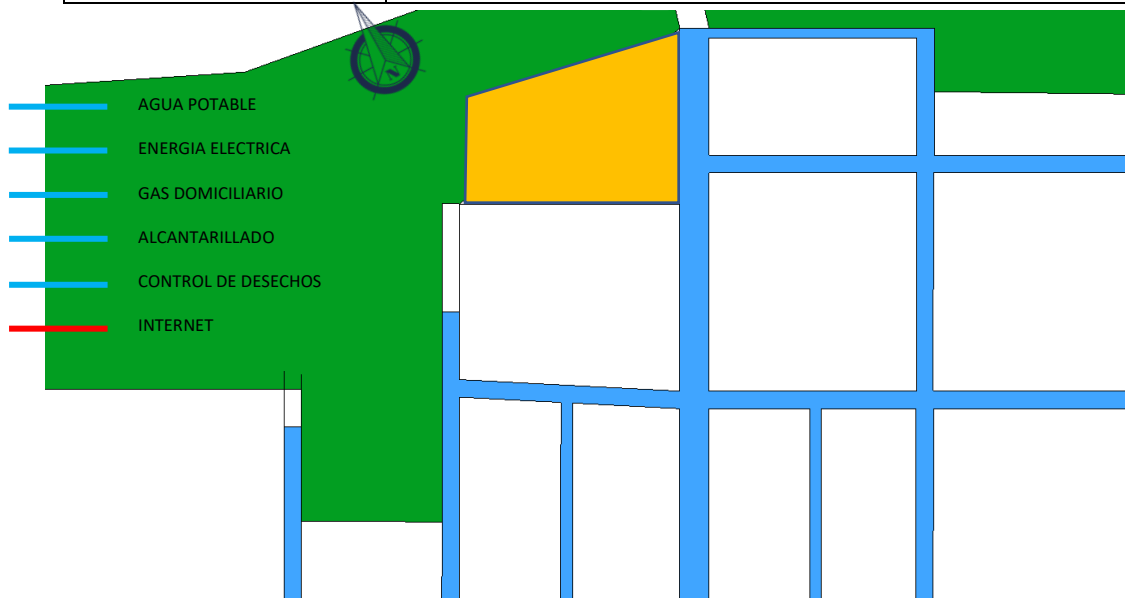 AGUA POTABLE
ENERGIA ELECTRICA
GAS DOMICILIARIO
ALCANTARILLADO
CONTROL DE DESECHOS
INTERNET
N